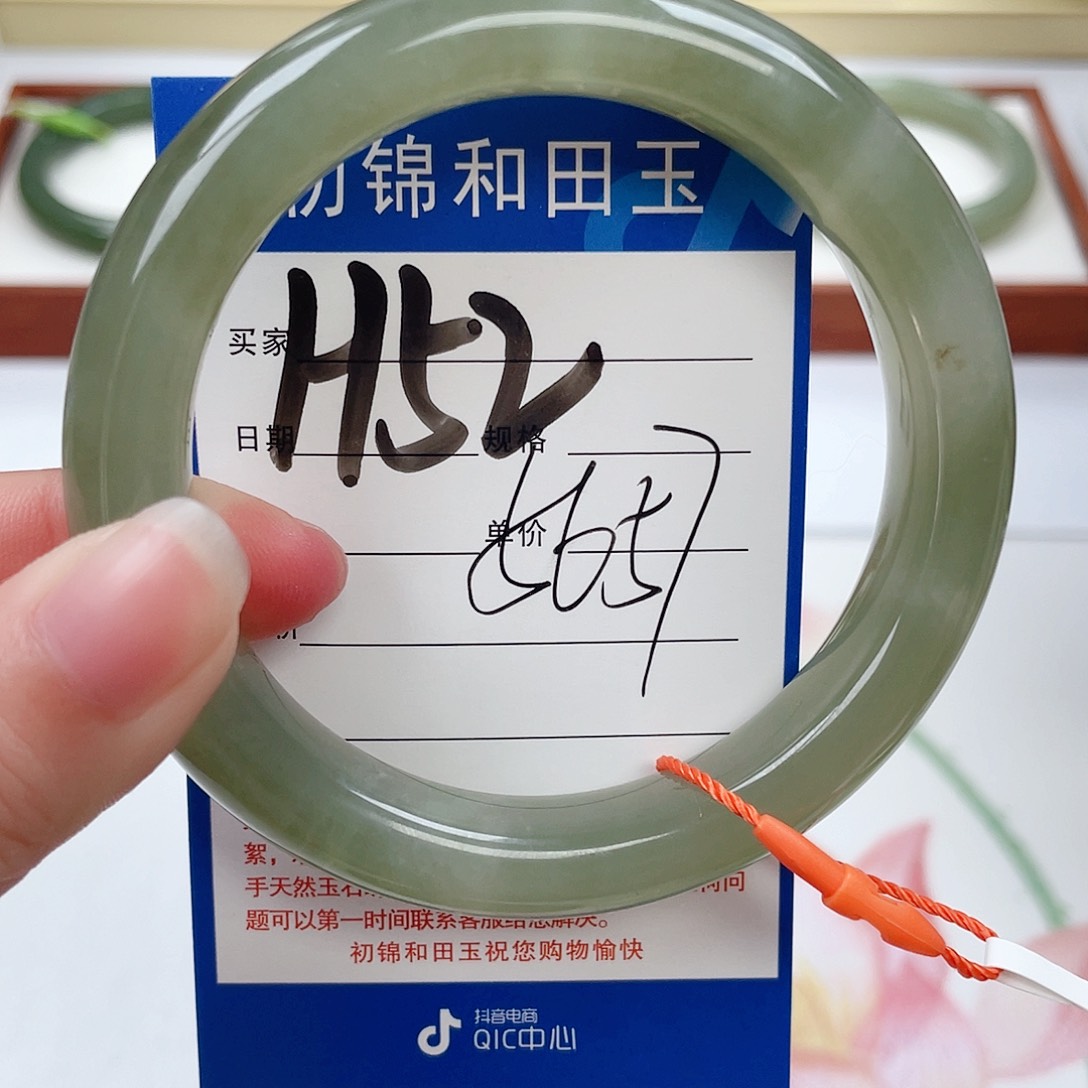 初锦和田玉
买家
H52
日期 规格
单价
价
絮，
手天然玉石 问
题可以第一时间联系客服给您解决。
初锦和田玉祝您购物愉快
抖音电商
QIC中心